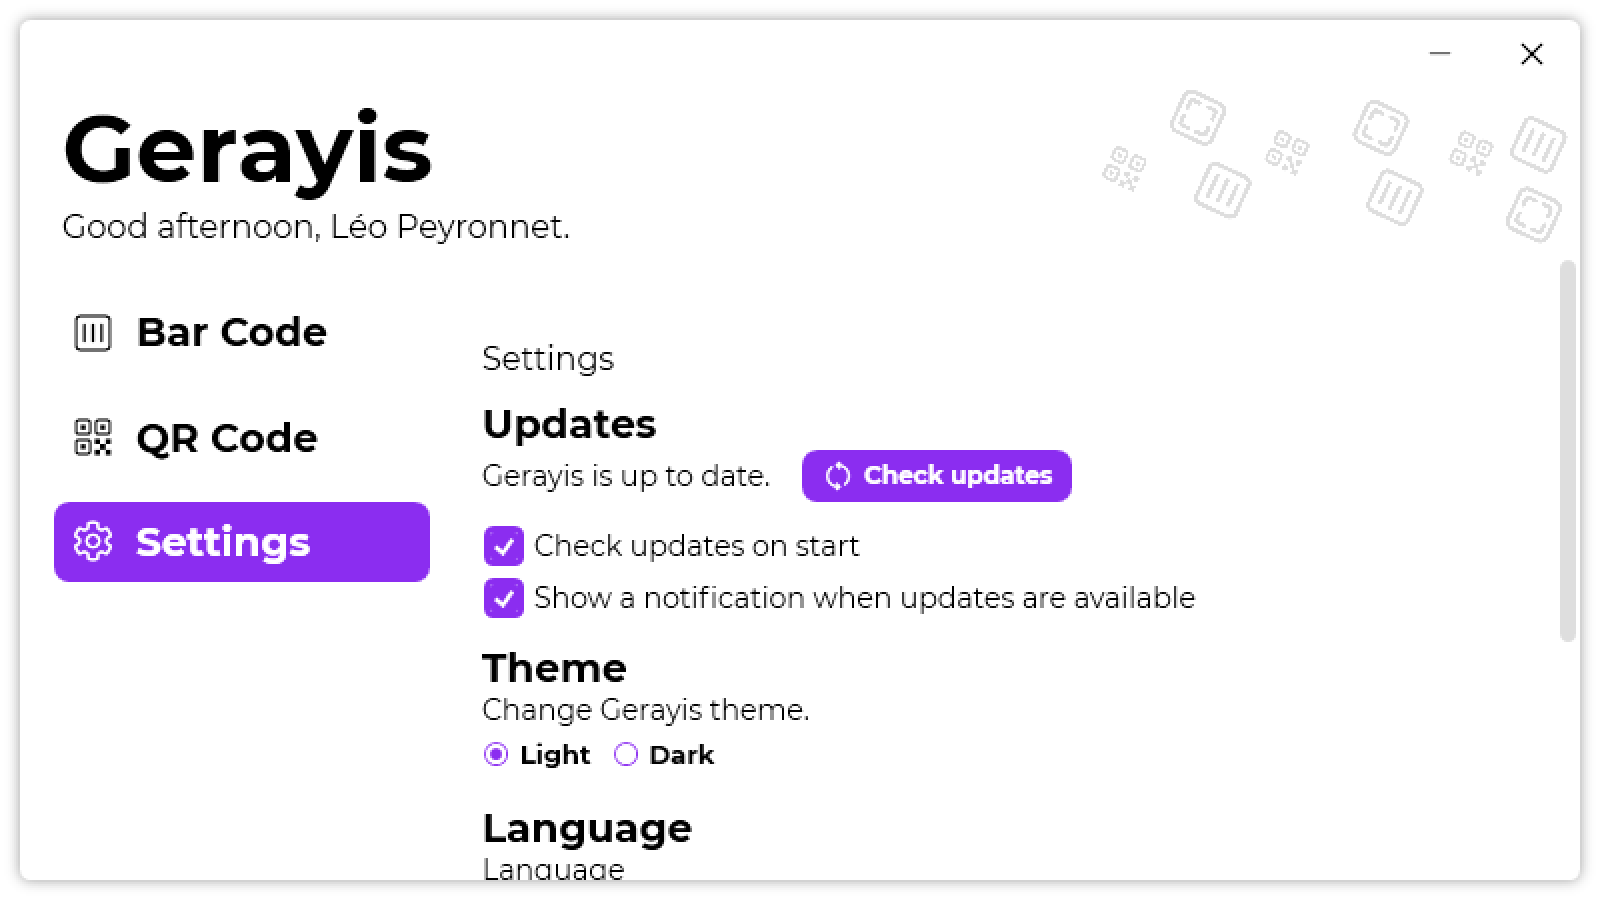 Gerayis
Good afternoon, Léo Peyronnet.
Bar Code
QR Code
Settings
Settings
Updates
Gerayis is up to date.
Check updates
Check updates on start
Show a notification when updates are available
Theme
Change Gerayis theme.
Light Dark
Language
Language